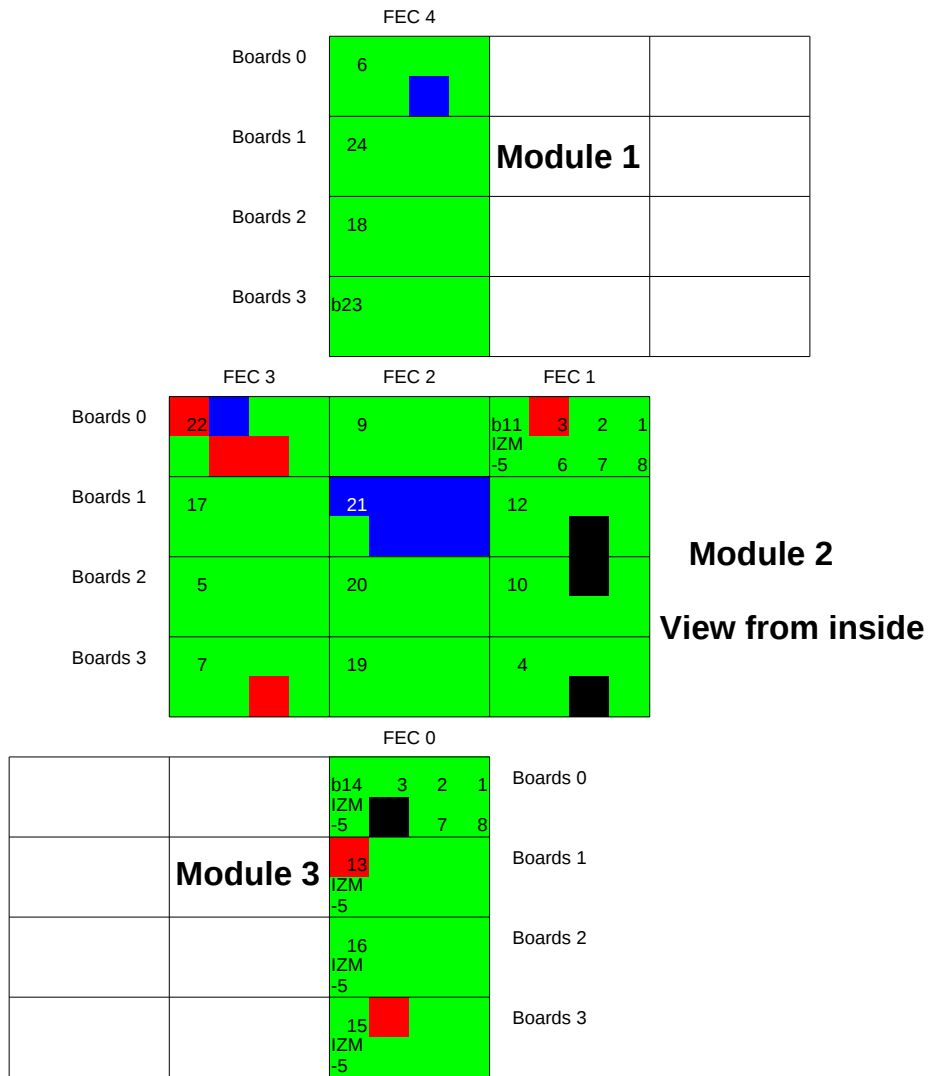 FEC 4
Boards 0
6
Boards 1
24
Module 1
Boards 2
18
Boards 3
b23
FEC 3 FEC 2 FEC 1
Boards 0
22
9
b11 3 2 1
IZM
-5 6 7 8
Boards 1
17
21
12
Module 2
Boards 2
5
20
10
View from inside
Boards 3
7
19
4
FEC 0
b14 3 2 1
IZM
-5 7 8
Boards 0
Module 3
13
IZM
-5
Boards 1
16
IZM
-5
Boards 2
15
IZM
-5
Boards 3